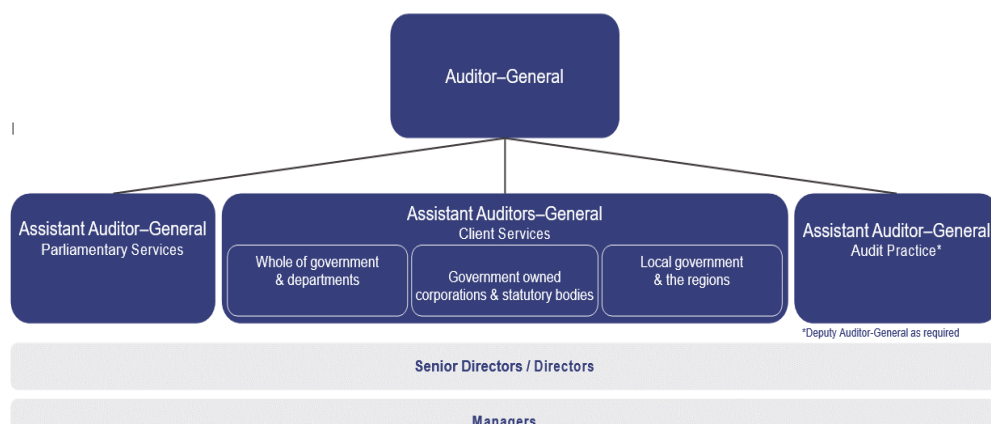 Auditor–General
Assistant Auditor–General
Parliamentary Services
Assistant Auditors–General
Client Services
Whole of government
& departments
Government owned
corporations & statutory bodies
Local government
& the regions
Assistant Auditor–General
Audit Practice*
*Deputy Auditor-General as required
Senior Directors / Directors
Managers